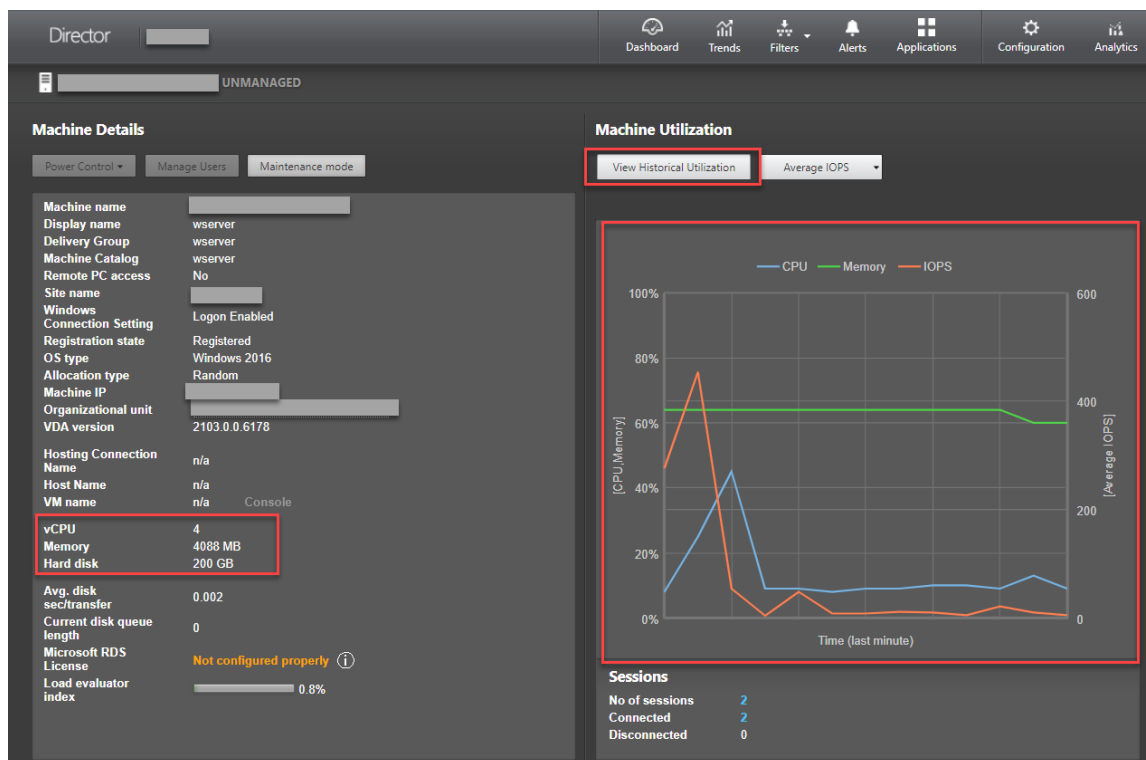 Director
Dashboard
Trends
Filters
Alerts
Applications
Configuration
Analytics
UNMANAGED
Machine Details
Power Control
Manage Users
Maintenance mode
Machine name
Display name wserver
Delivery Group wserver
Machine Catalog wserver
Remote PC access No
Site name
Windows
Connection Setting Logon Enabled
Registration state Registered
OS type Windows 2016
Allocation type Random
Machine IP
Organizational unit
VDA version 2103.0.0.6178
Hosting Connection
Name n/a
Host Name n/a
VM name n/a Console
vCPU 4
Memory 4088 MB
Hard disk 200 GB
Avg. disk
sec/transfer 0.002
Current disk queue
length 0
Microsoft RDS
License Not configured properly i
Load evaluator
index 0.8%
Machine Utilization
View Historical Utilization
Average IOPS
CPU Memory IOPS
100% 600
80%
400
60%
[CPU,Memory]
[Average IOPS]
40%
200
20%
0% 0
Time (last minute)
Sessions
No of sessions 2
Connected 2
Disconnected 0